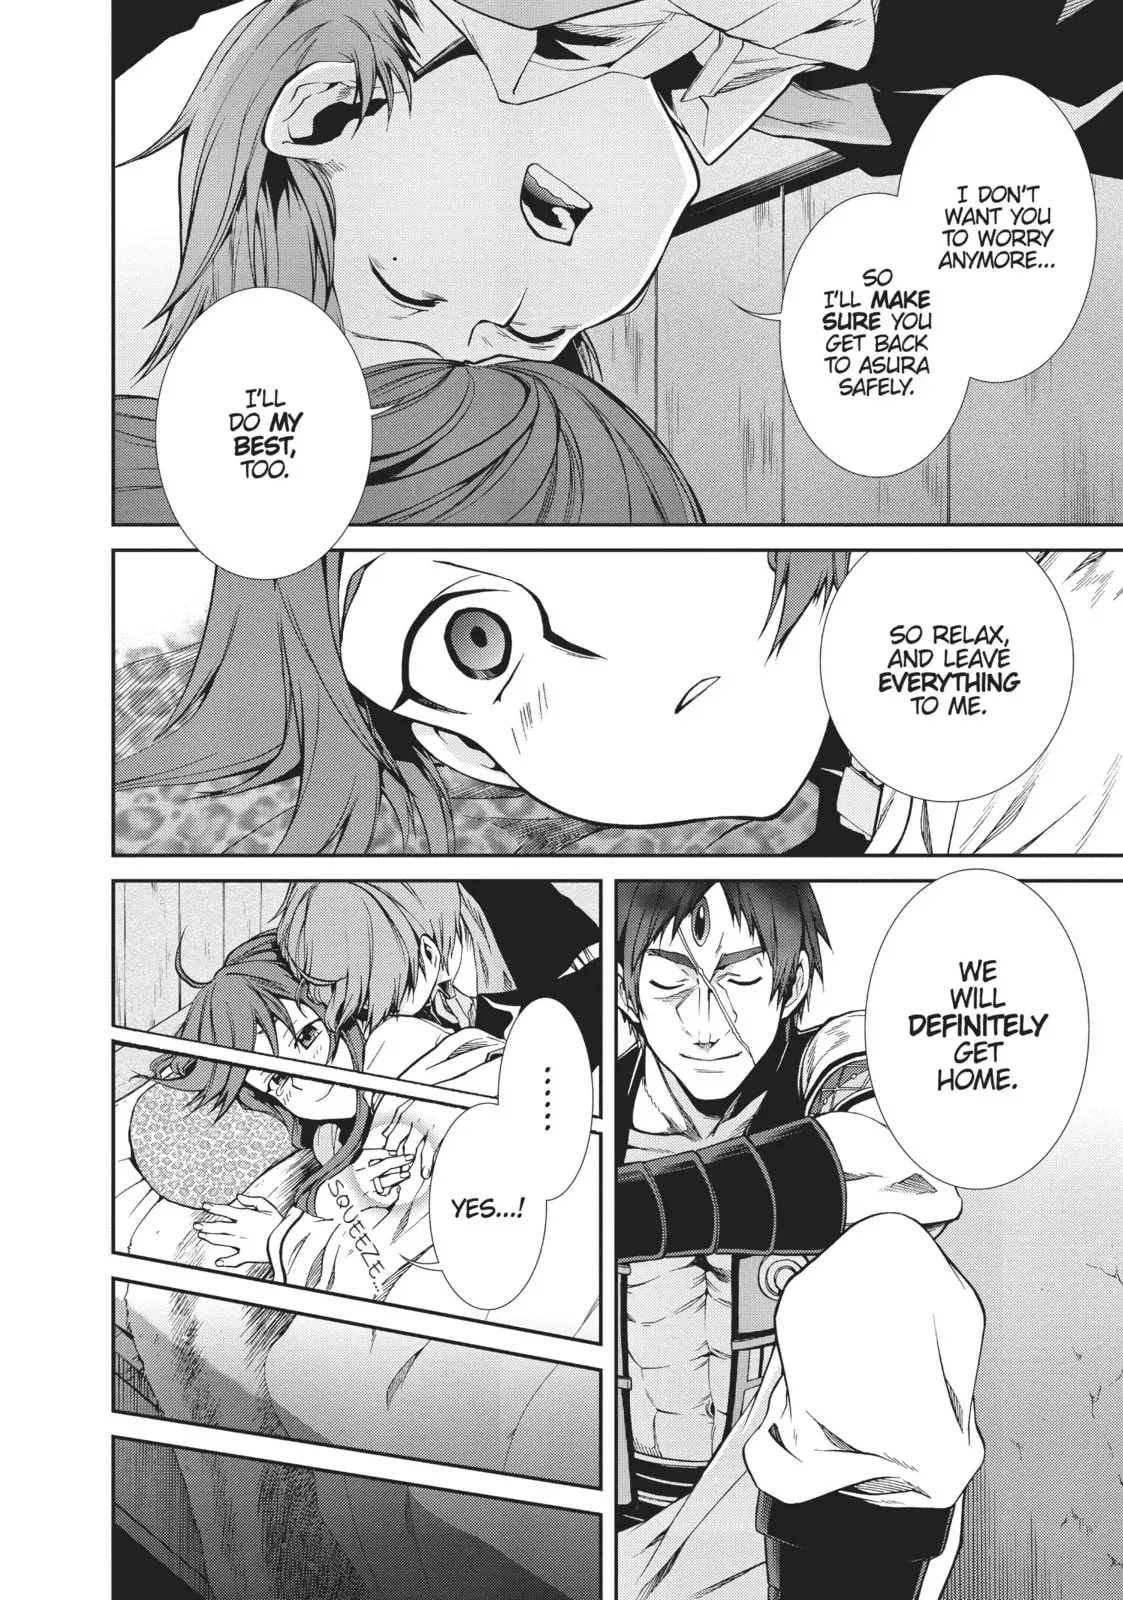 I DON'T
WANT YOU
TO WORRY
ANYMORE...
SO
I'LL MAKE
SURE YOU
GET BACK
TO ASURA
SAFELY.
I'LL
DO MY
BEST,
TOO.
SO RELAX,
AND LEAVE
EVERYTHING
TO ME.
WE
WILL
DEFINITELY
GET
HOME.
......
YES...!
SQUEEZE...